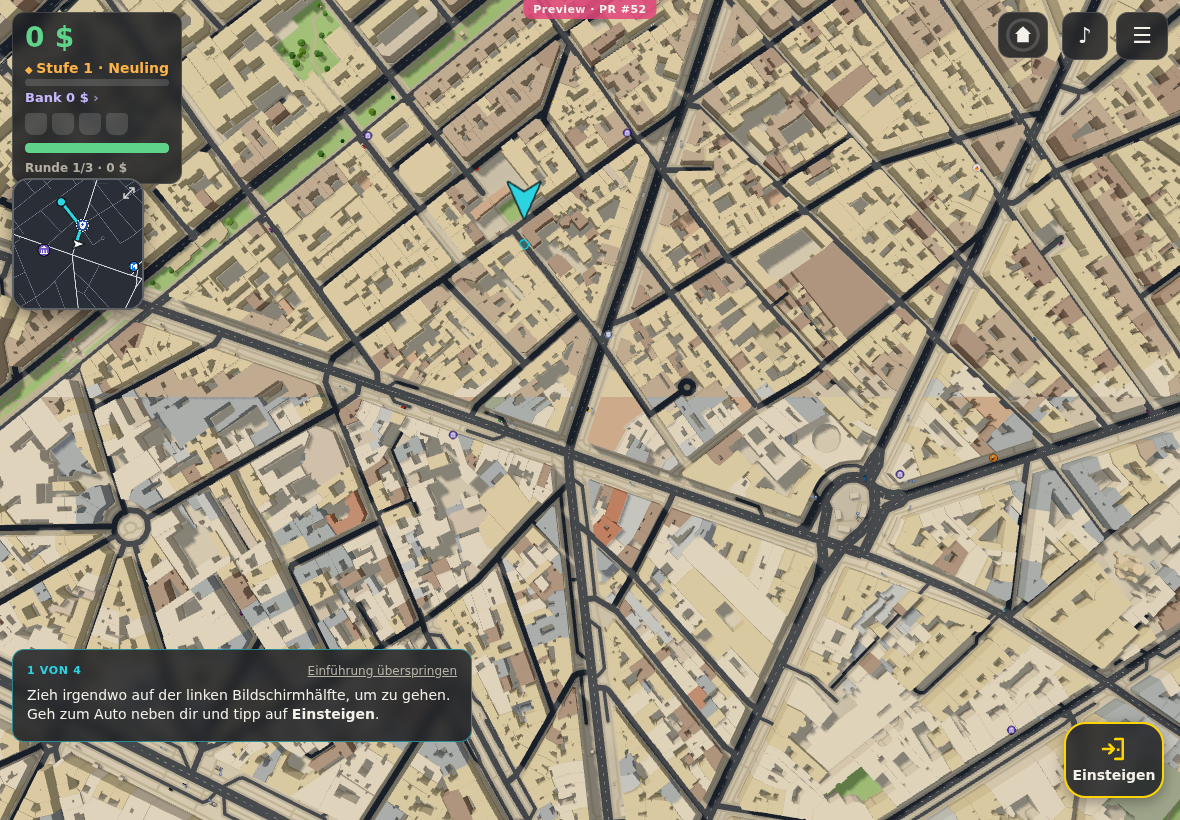 Preview · PR #52
0 $
◆ Stufe 1 · Neuling
Bank 0 $ ›
Runde 1/3 · 0 $
1 VON 4
Einführung überspringen
Zieh irgendwo auf der linken Bildschirmhälfte, um zu gehen.
Geh zum Auto neben dir und tipp auf Einsteigen.
Einsteigen